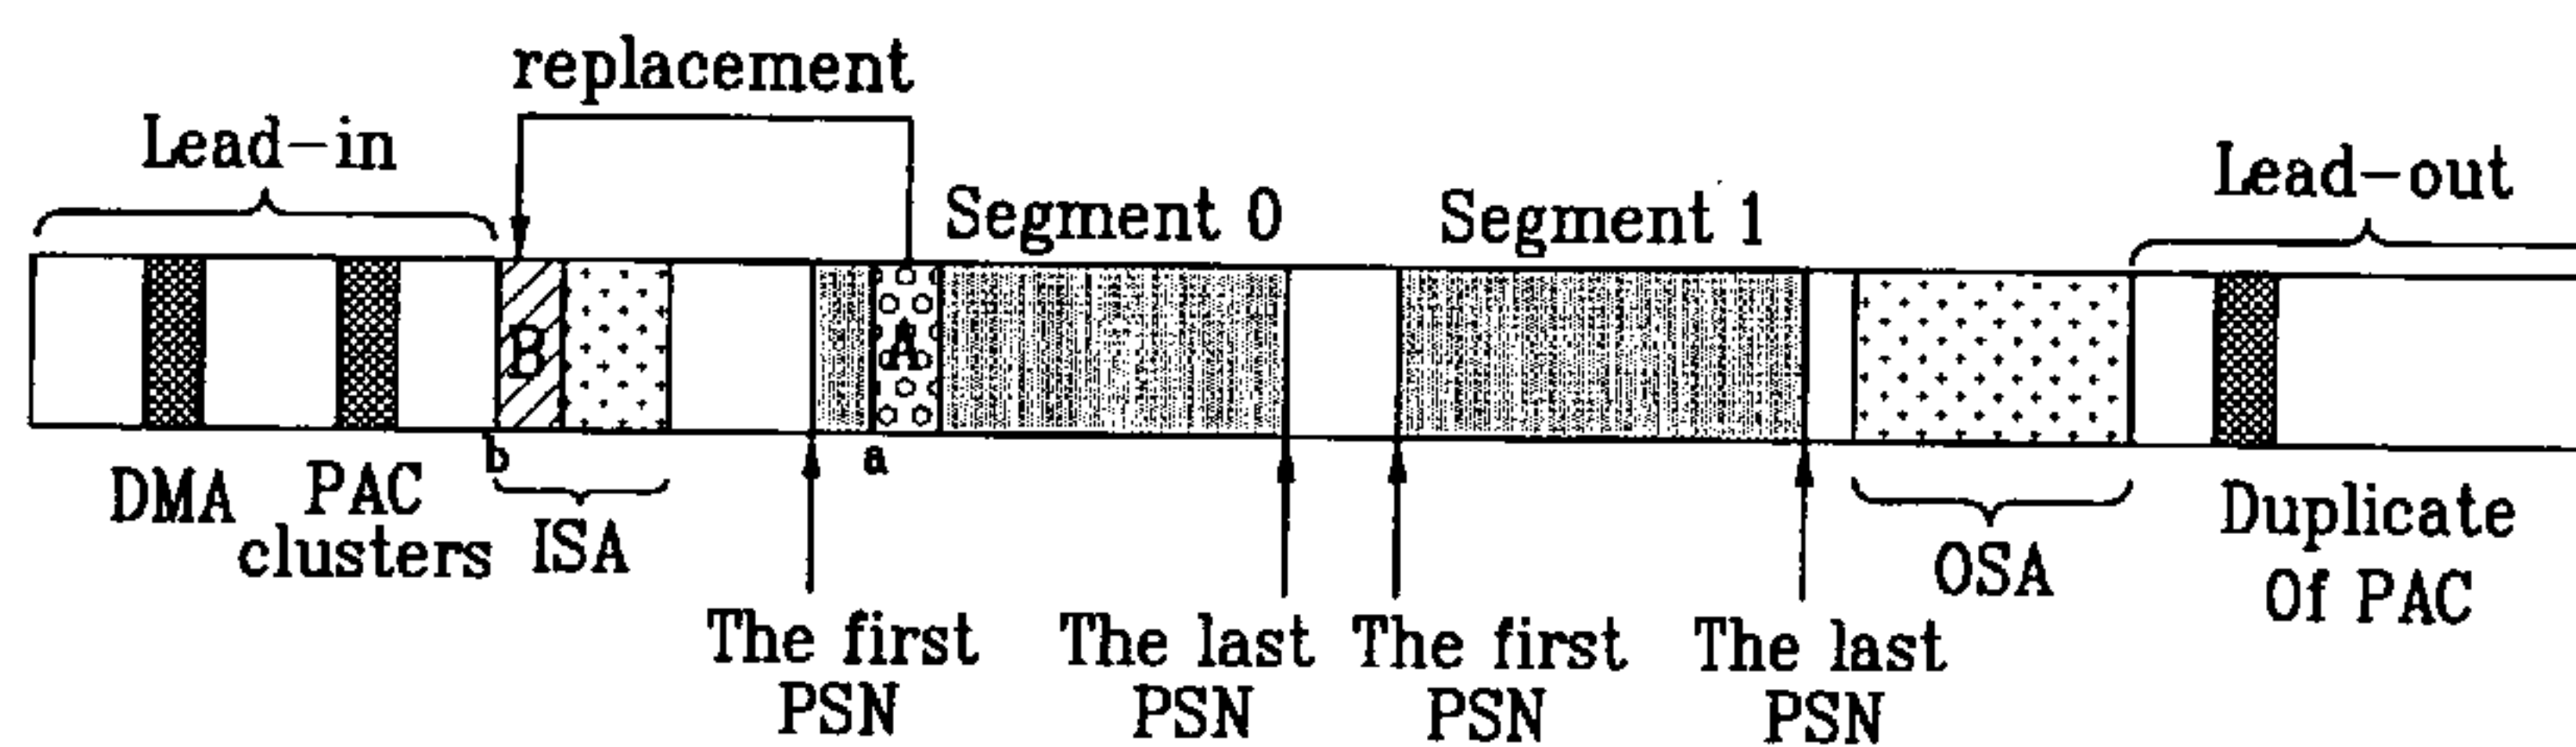 replacement
Lead-in
Segment 0
Segment 1
Lead-out
B
A
b
a
DMA
PAC
clusters
ISA
OSA
Duplicate
Of PAC
The first
PSN
The last
PSN
The first
PSN
The last
PSN